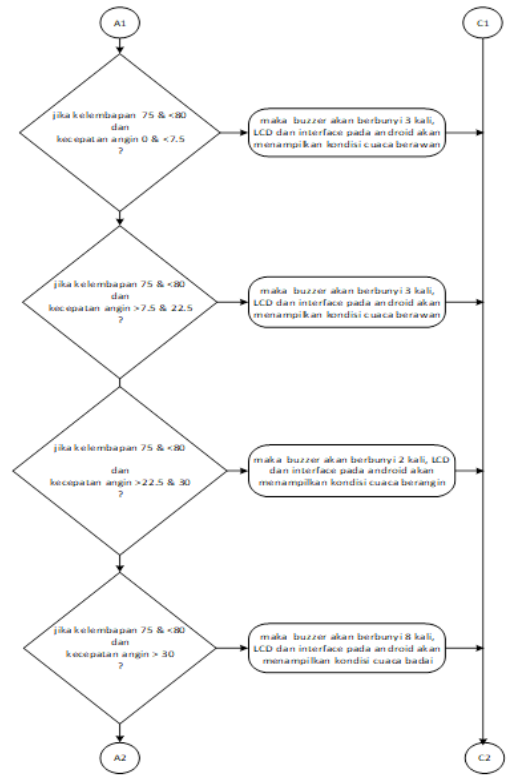 A1
C1
jika kelembapan 75 & <80
dan
kecepatan angin 0 & <7.5
?
maka buzzer akan berbunyi 3 kali,
LCD dan interface pada android akan
menampilkan kondisi cuaca berawan
jika kelembapan 75 & <80
dan
kecepatan angin >7.5 & 22.5
?
maka buzzer akan berbunyi 3 kali,
LCD dan interface pada android akan
menampilkan kondisi cuaca berawan
jika kelembapan 75 & <80
dan
kecepatan angin >22.5 & 30
?
maka buzzer akan berbunyi 2 kali, LCD
dan interface pada android akan
menampilkan kondisi cuaca berangin
jika kelembapan 75 & <80
dan
kecepatan angin > 30
?
maka buzzer akan berbunyi 8 kali,
LCD dan interface pada android akan
menampilkan kondisi cuaca badai
A2
C2